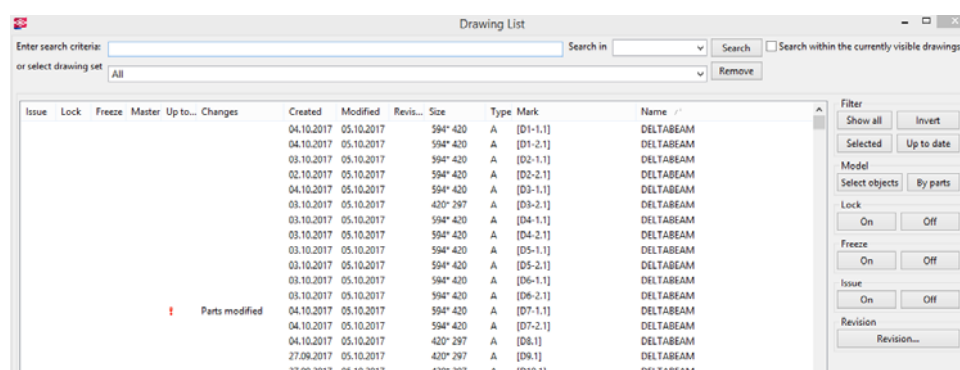 Drawing List
Enter search criteria: Search in Search Search within the currently visible drawings
or select drawing set All Remove
Issue Lock Freeze Master Up to... Changes Created Modified Revis... Size Type Mark Name
04.10.2017 05.10.2017 594* 420 A [D1-1.1] DELTABEAM
04.10.2017 05.10.2017 594* 420 A [D1-2.1] DELTABEAM
03.10.2017 05.10.2017 594* 420 A [D2-1.1] DELTABEAM
02.10.2017 05.10.2017 594* 420 A [D2-2.1] DELTABEAM
04.10.2017 05.10.2017 594* 420 A [D3-1.1] DELTABEAM
03.10.2017 05.10.2017 420* 297 A [D3-2.1] DELTABEAM
03.10.2017 05.10.2017 594* 420 A [D4-1.1] DELTABEAM
03.10.2017 05.10.2017 594* 420 A [D4-2.1] DELTABEAM
03.10.2017 05.10.2017 594* 420 A [D5-1.1] DELTABEAM
03.10.2017 05.10.2017 594* 420 A [D5-2.1] DELTABEAM
03.10.2017 05.10.2017 594* 420 A [D6-1.1] DELTABEAM
03.10.2017 05.10.2017 594* 420 A [D6-2.1] DELTABEAM
! Parts modified 04.10.2017 05.10.2017 594* 420 A [D7-1.1] DELTABEAM
04.10.2017 05.10.2017 594* 420 A [D7-2.1] DELTABEAM
04.10.2017 05.10.2017 420* 297 A [D8.1] DELTABEAM
27.09.2017 05.10.2017 420* 297 A [D9.1] DELTABEAM
Filter
Show all Invert
Selected Up to date
Model
Select objects By parts
Lock
On Off
Freeze
On Off
Issue
On Off
Revision
Revision...